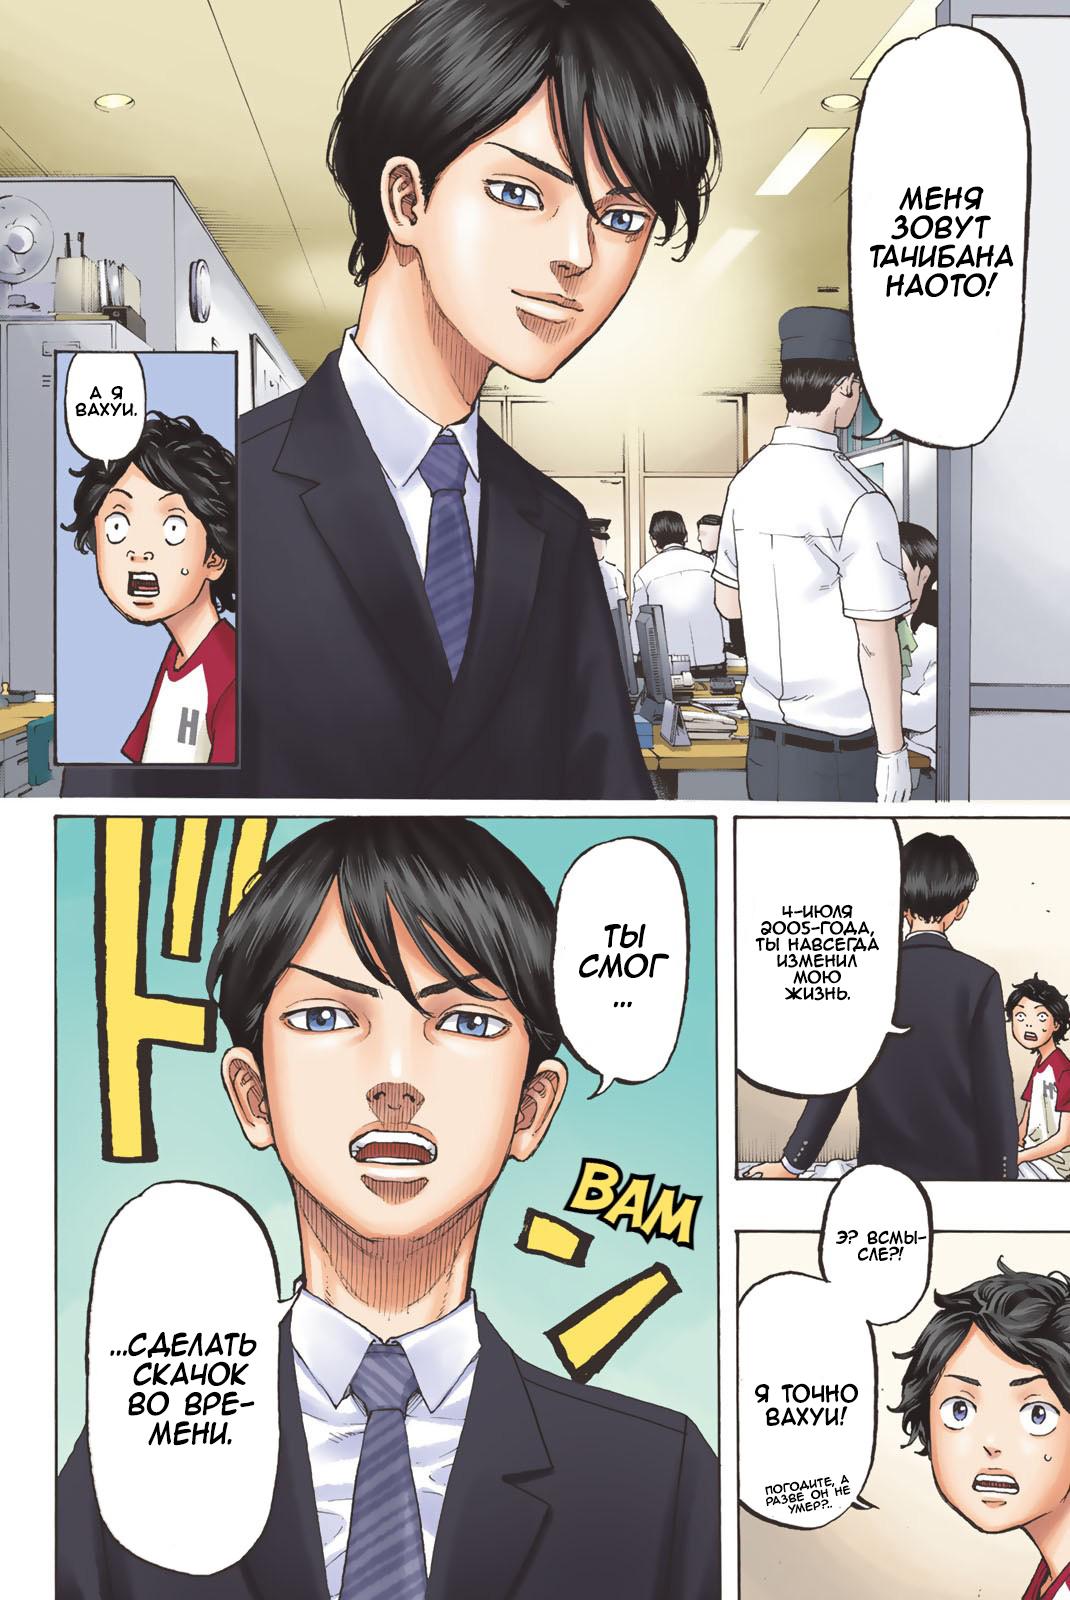 МЕНЯ
ЗОВУТ
ТАЧИБАНА
НАОТО!
А Я
ВАХУИ.
4-ИЮЛЯ
2005-ГОДА,
ТЫ НАВСЕГДА
ИЗМЕНИЛ
МОЮ
ЖИЗНЬ.
H
Э? ВСМЫ-
СЛЕ?!
Я ТОЧНО
ВАХУИ!
ПОГОДИТЕ, А
РАЗВЕ ОН НЕ
УМЕР?..
ТЫ
СМОГ
...
ВАМ
...СДЕЛАТЬ
СКАЧОК
ВО ВРЕ-
МЕНИ.